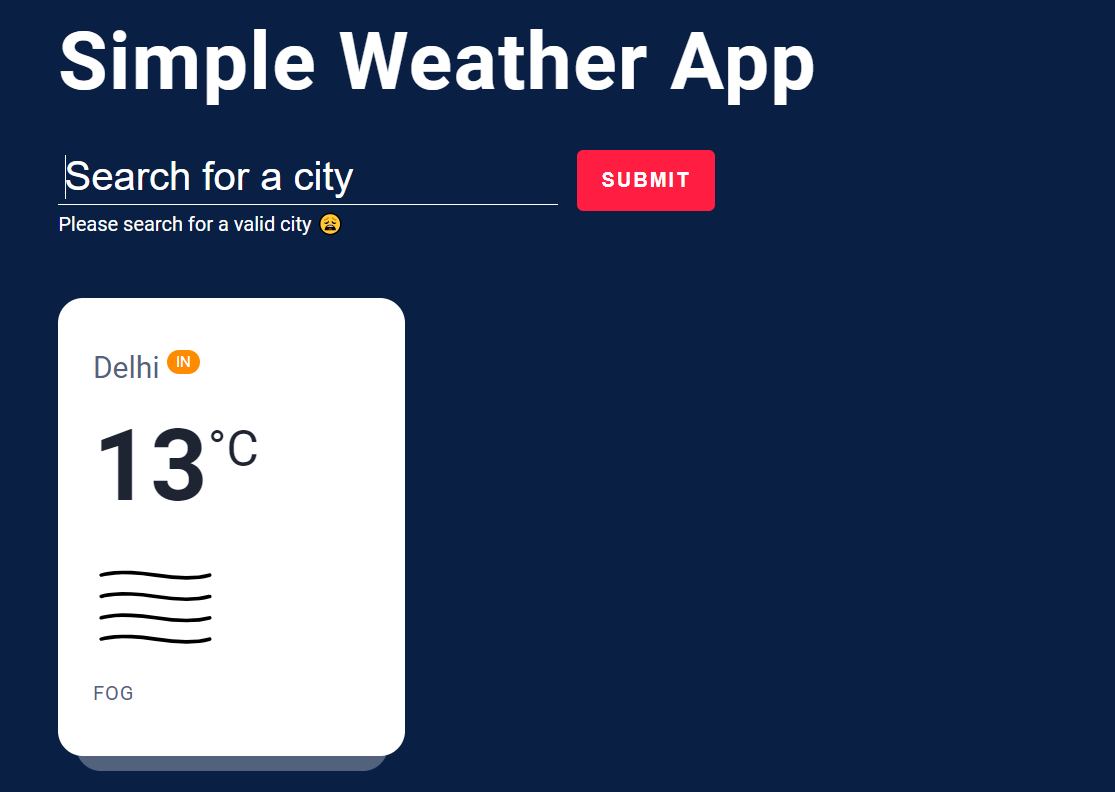 Simple Weather App
Search for a city
SUBMIT
Please search for a valid city 😩
Delhi IN
13°C
FOG